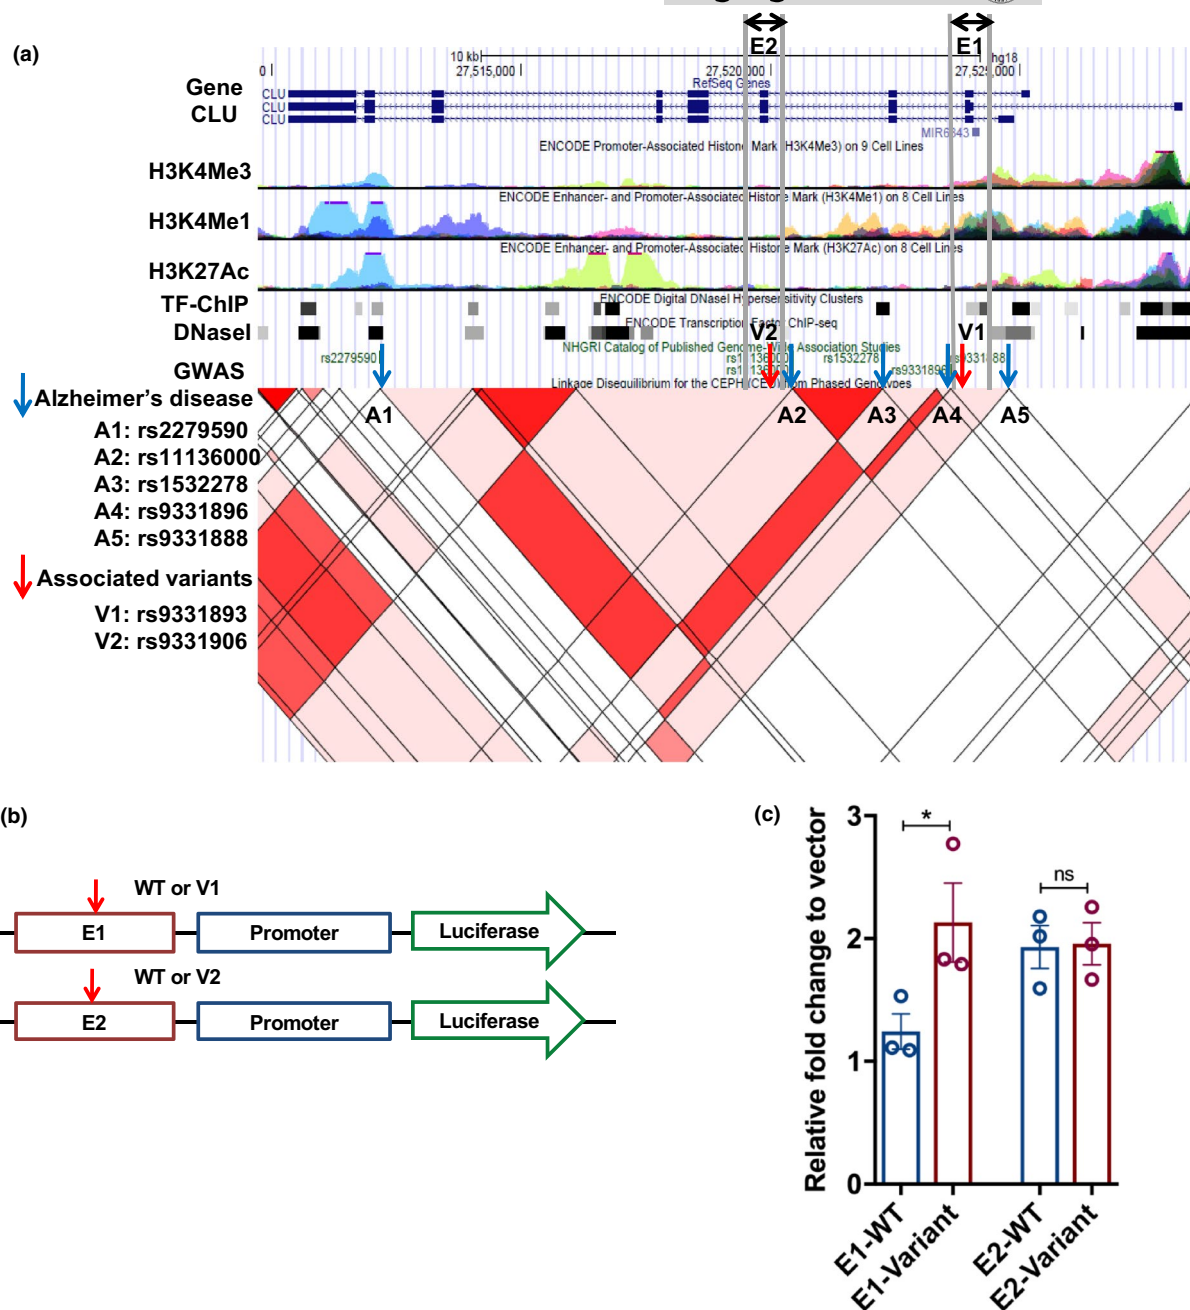 (a)
E2
E1
10 kb
hg18
0
27,515,000
27,520,000
27,525,000
RefSeq Genes
Gene
CLU
CLU
CLU
CLU
MIR6843
ENCODE Promoter-Associated Histone Mark (H3K4Me3) on 9 Cell Lines
H3K4Me3
ENCODE Enhancer- and Promoter-Associated Histone Mark (H3K4Me1) on 8 Cell Lines
H3K4Me1
ENCODE Enhancer- and Promoter-Associated Histone Mark (H3K27Ac) on 8 Cell Lines
H3K27Ac
ENCODE Digital DNaseI Hypersensitivity Clusters
TF-ChIP
ENCODE Transcription Factor ChIP-seq
DNaseI
V2
V1
NHGRI Catalog of Published Genome-Wide Association Studies
rs2279590
rs11136000
rs1532278
rs9331888
rs11136000
rs9331896
GWAS
Linkage Disequilibrium for the CEPH (CEU) from Phased Genotypes
Alzheimer's disease
A1
A2
A3
A4
A5
A1: rs2279590
A2: rs11136000
A3: rs1532278
A4: rs9331896
A5: rs9331888
Associated variants
V1: rs9331893
V2: rs9331906
(b)
WT or V1
E1
Promoter
Luciferase
WT or V2
E2
Promoter
Luciferase
(c)
Relative fold change to vector
3
2
1
0
*
ns
E1-WT
E1-Variant
E2-WT
E2-Variant